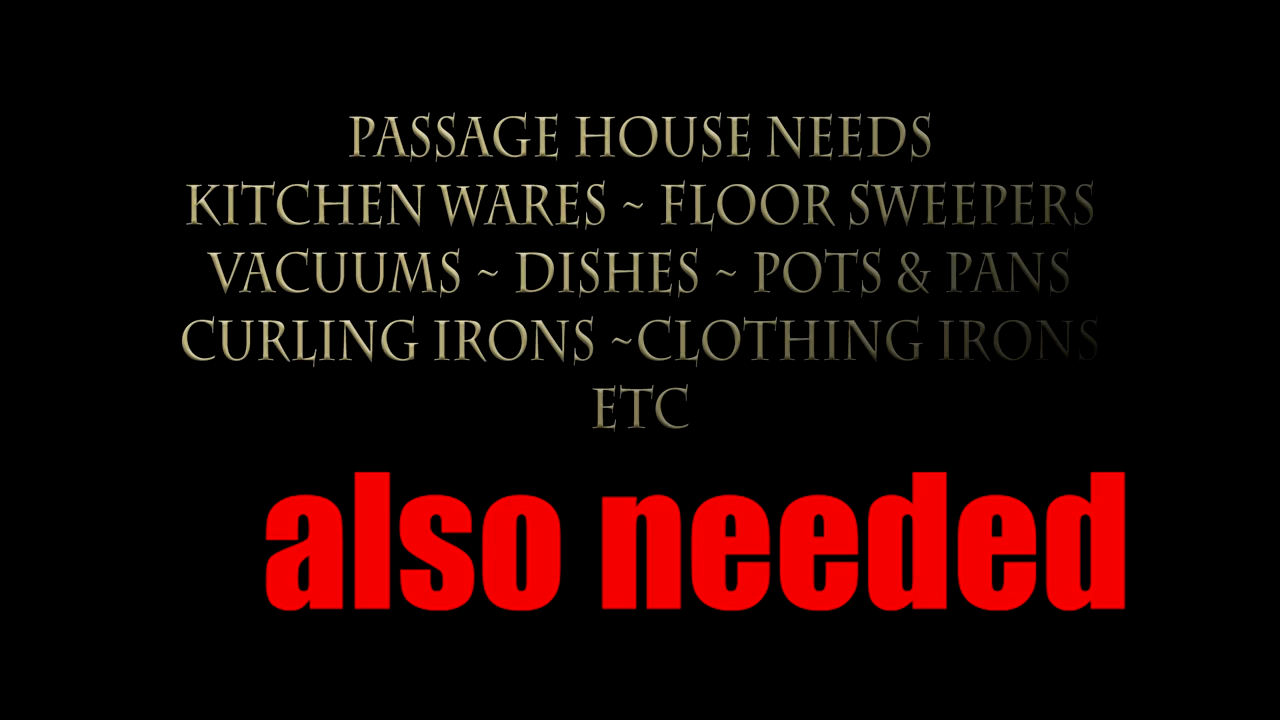 PASSAGE HOUSE NEEDS
KITCHEN WARES ~ FLOOR SWEEPERS
VACUUMS ~ DISHES ~ POTS & PANS
CURLING IRONS ~CLOTHING IRONS
ETC
also needed